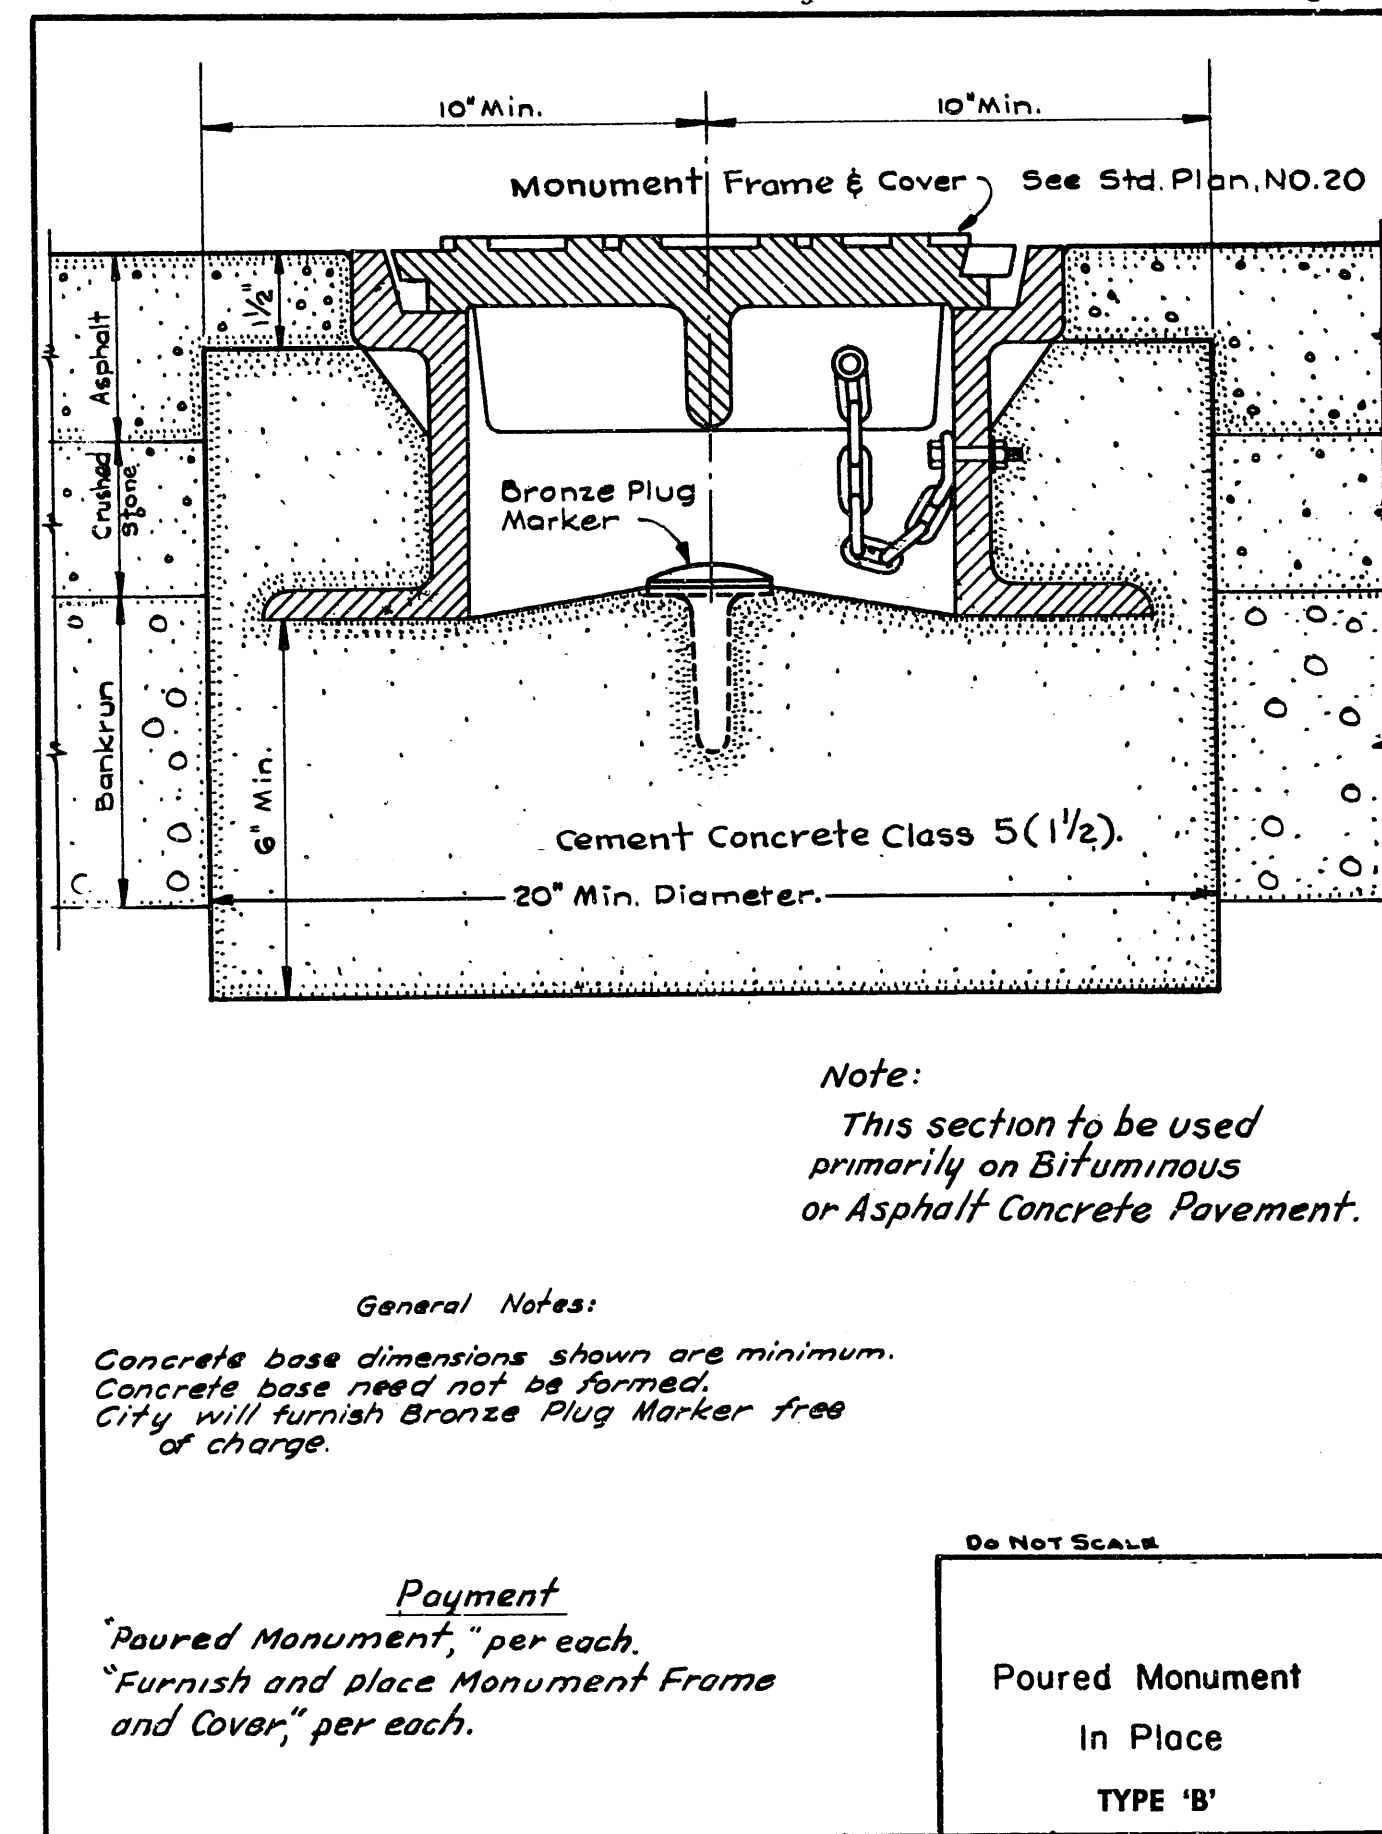 10" Min.
10" Min.
Monument Frame & Cover
See Std. Plan, NO. 20
1 1/2"
Asphalt
Crushed
Stone
Bronze Plug
Marker
Bankrun
6" Min.
Cement Concrete Class 5 (1 1/2).
20" Min. Diameter.
Note:
This section to be used
primarily on Bituminous
or Asphalt Concrete Pavement.
General Notes:
Concrete base dimensions shown are minimum.
Concrete base need not be formed.
City will furnish Bronze Plug Marker free
of charge.
DO NOT SCALE
Payment
"Poured Monument," per each.
"Furnish and place Monument Frame
and Cover," per each.
Poured Monument
In Place
TYPE 'B'